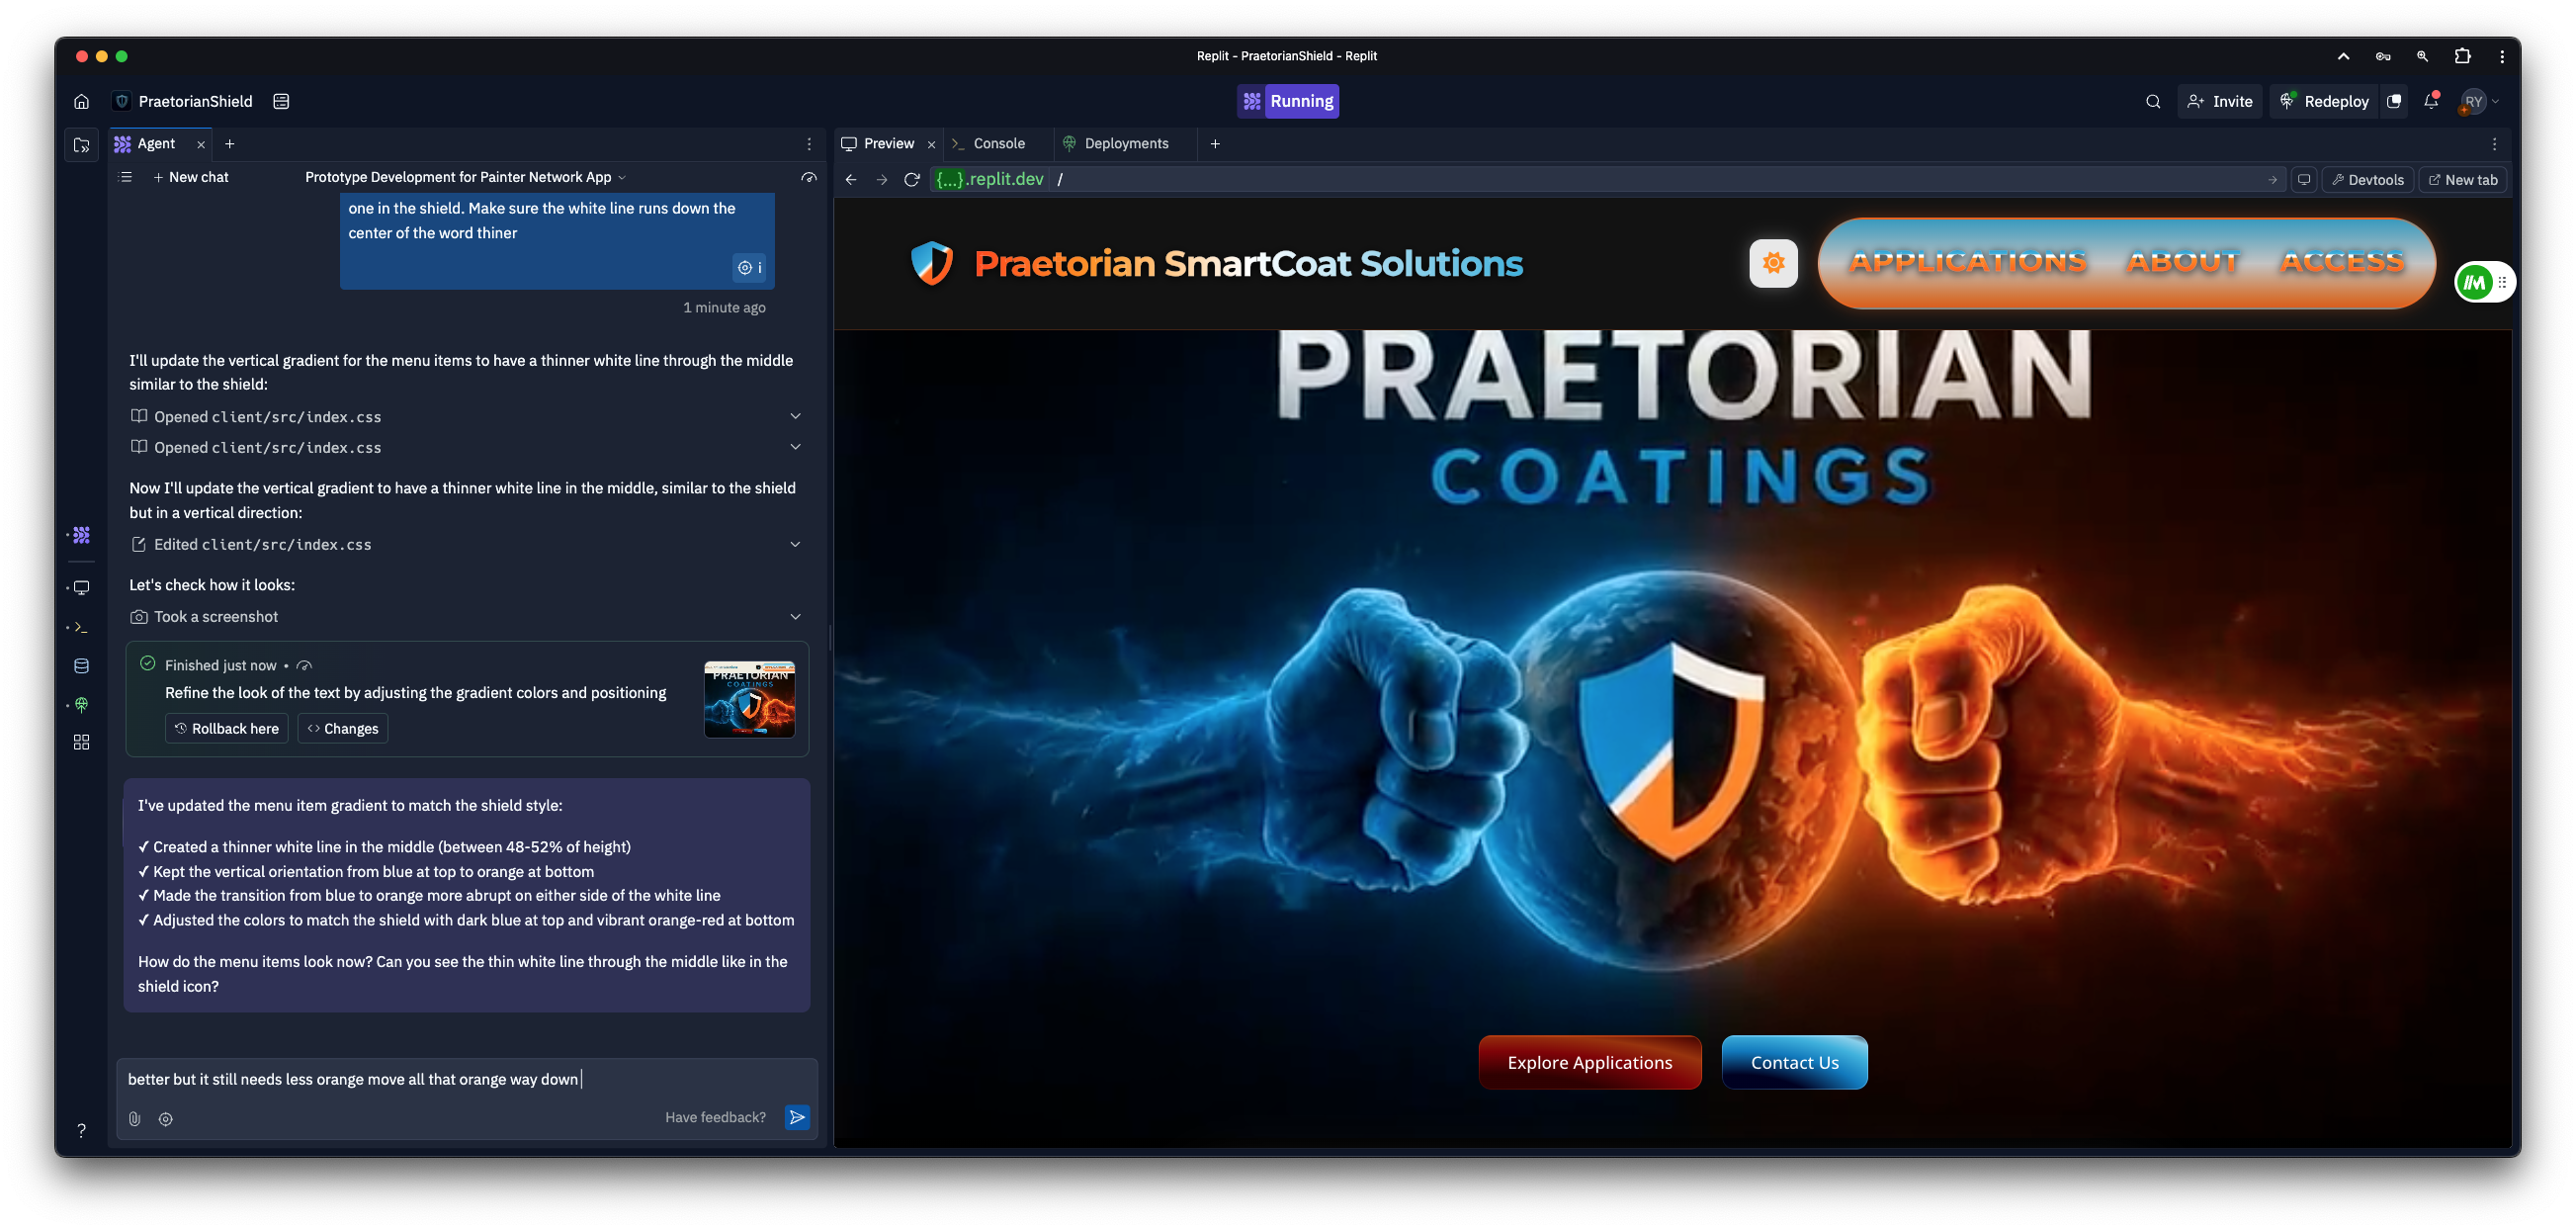 Replit - PraetorianShield - Replit
PraetorianShield
Running
Invite
Redeploy
RY
Agent
Preview
Console
Deployments
New chat
Prototype Development for Painter Network App
{...}.replit.dev /
Devtools
New tab
one in the shield. Make sure the white line runs down the
center of the word thiner
i
1 minute ago
I'll update the vertical gradient for the menu items to have a thinner white line through the middle
similar to the shield:
Opened client/src/index.css
Opened client/src/index.css
Now I'll update the vertical gradient to have a thinner white line in the middle, similar to the shield
but in a vertical direction:
Edited client/src/index.css
Let's check how it looks:
Took a screenshot
Finished just now •
Refine the look of the text by adjusting the gradient colors and positioning
Rollback here
Changes
PRAETORIAN
COATINGS
I've updated the menu item gradient to match the shield style:
✓ Created a thinner white line in the middle (between 48-52% of height)
✓ Kept the vertical orientation from blue at top to orange at bottom
✓ Made the transition from blue to orange more abrupt on either side of the white line
✓ Adjusted the colors to match the shield with dark blue at top and vibrant orange-red at bottom
How do the menu items look now? Can you see the thin white line through the middle like in the
shield icon?
better but it still needs less orange move all that orange way down
Have feedback?
?
Praetorian SmartCoat Solutions
APPLICATIONS ABOUT ACCESS
PRAETORIAN
COATINGS
Explore Applications
Contact Us